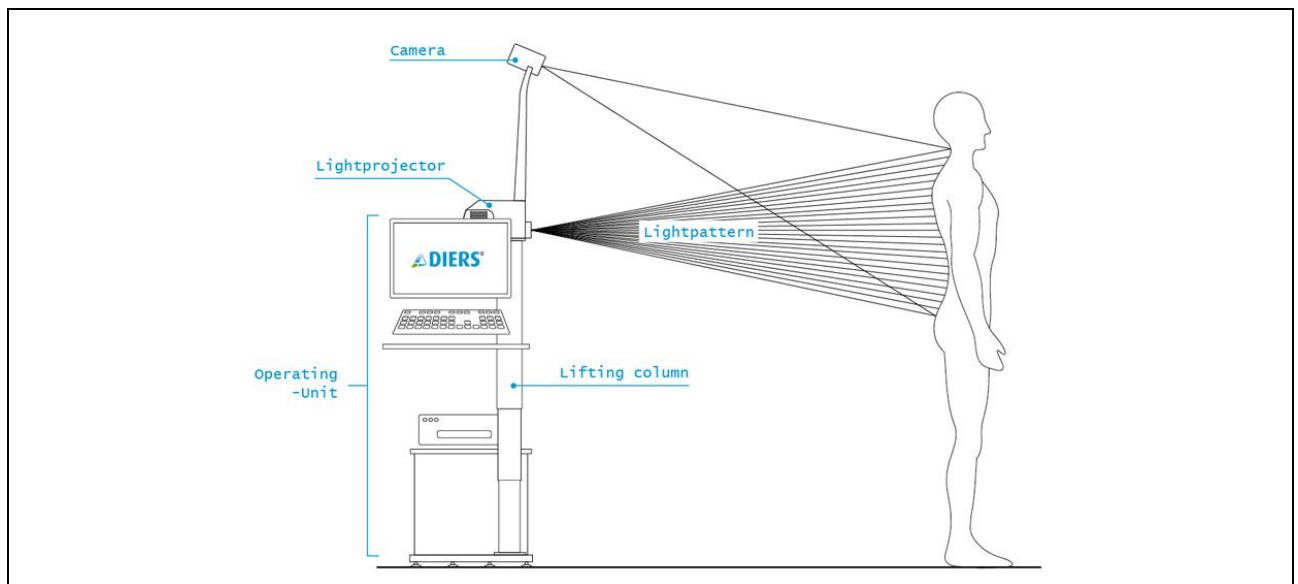 Camera
Lightprojector
Lightpattern
DIERS®
Operating
-Unit
Lifting column